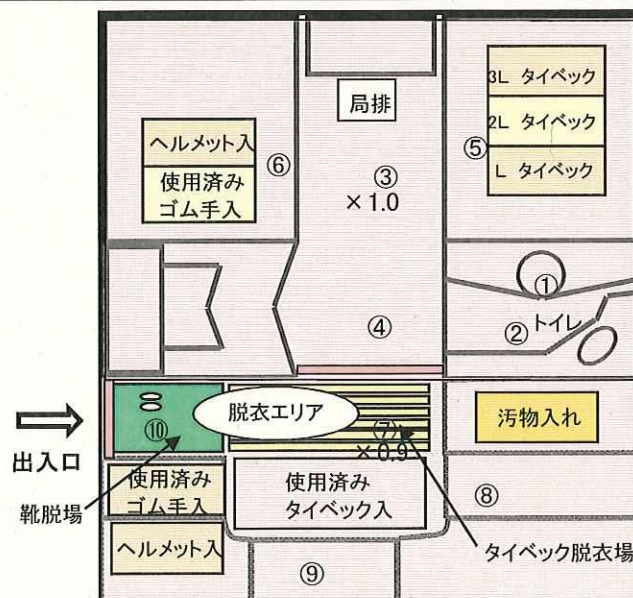 局排
3L タイベック
2L タイベック
L タイベック
⑤
ヘルメット入
使用済み
ゴム手入
⑥
③
×1.0
①
② トイレ
④
出入口
⑩
脱衣エリア
⑦
×0.9
汚物入れ
靴脱場
使用済み
ゴム手入
使用済み
タイベック入
⑧
ヘルメット入
⑨
タイベック脱衣場